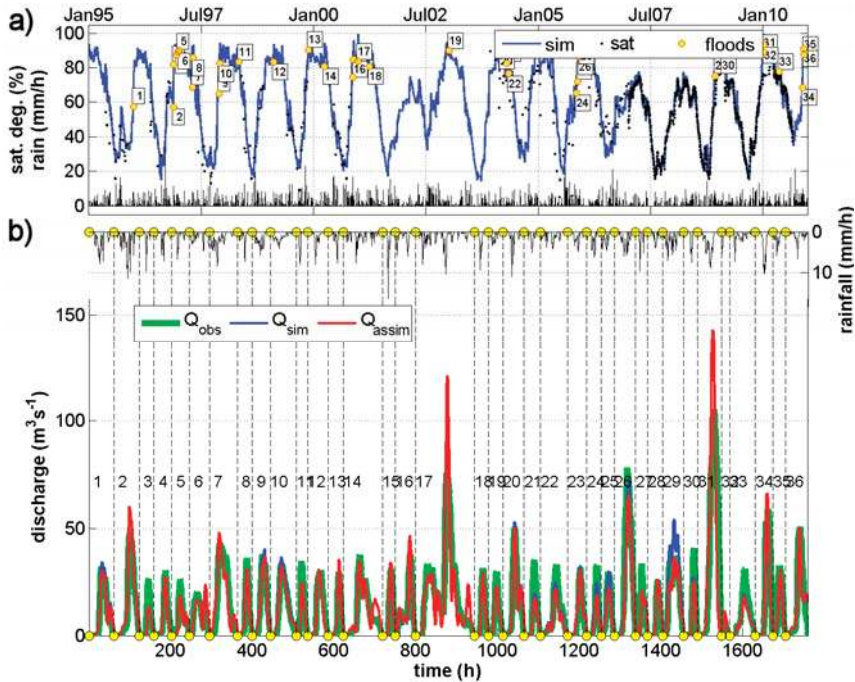 Jan95 Jul97 Jan00 Jul02 Jan05 Jul07 Jan10
a)
sim sat floods
sat. deg. (%)
rain (mm/h)
100
80
60
40
20
0
1 2 5 6 8 10 11 12 13 14 16 17 18 19 22 24 26 230 31 32 33 34 35 36
b)
0
10
rainfall (mm/h)
Qobs Qsim Qassim
discharge (m³s⁻¹)
150
100
50
0
1 2 3 4 5 6 7 8 9 10 11 12 13 14 15 16 17 18 19 20 21 22 23 24 25 26 27 28 29 30 31 33 34 35 36
200 400 600 800 1000 1200 1400 1600
time (h)